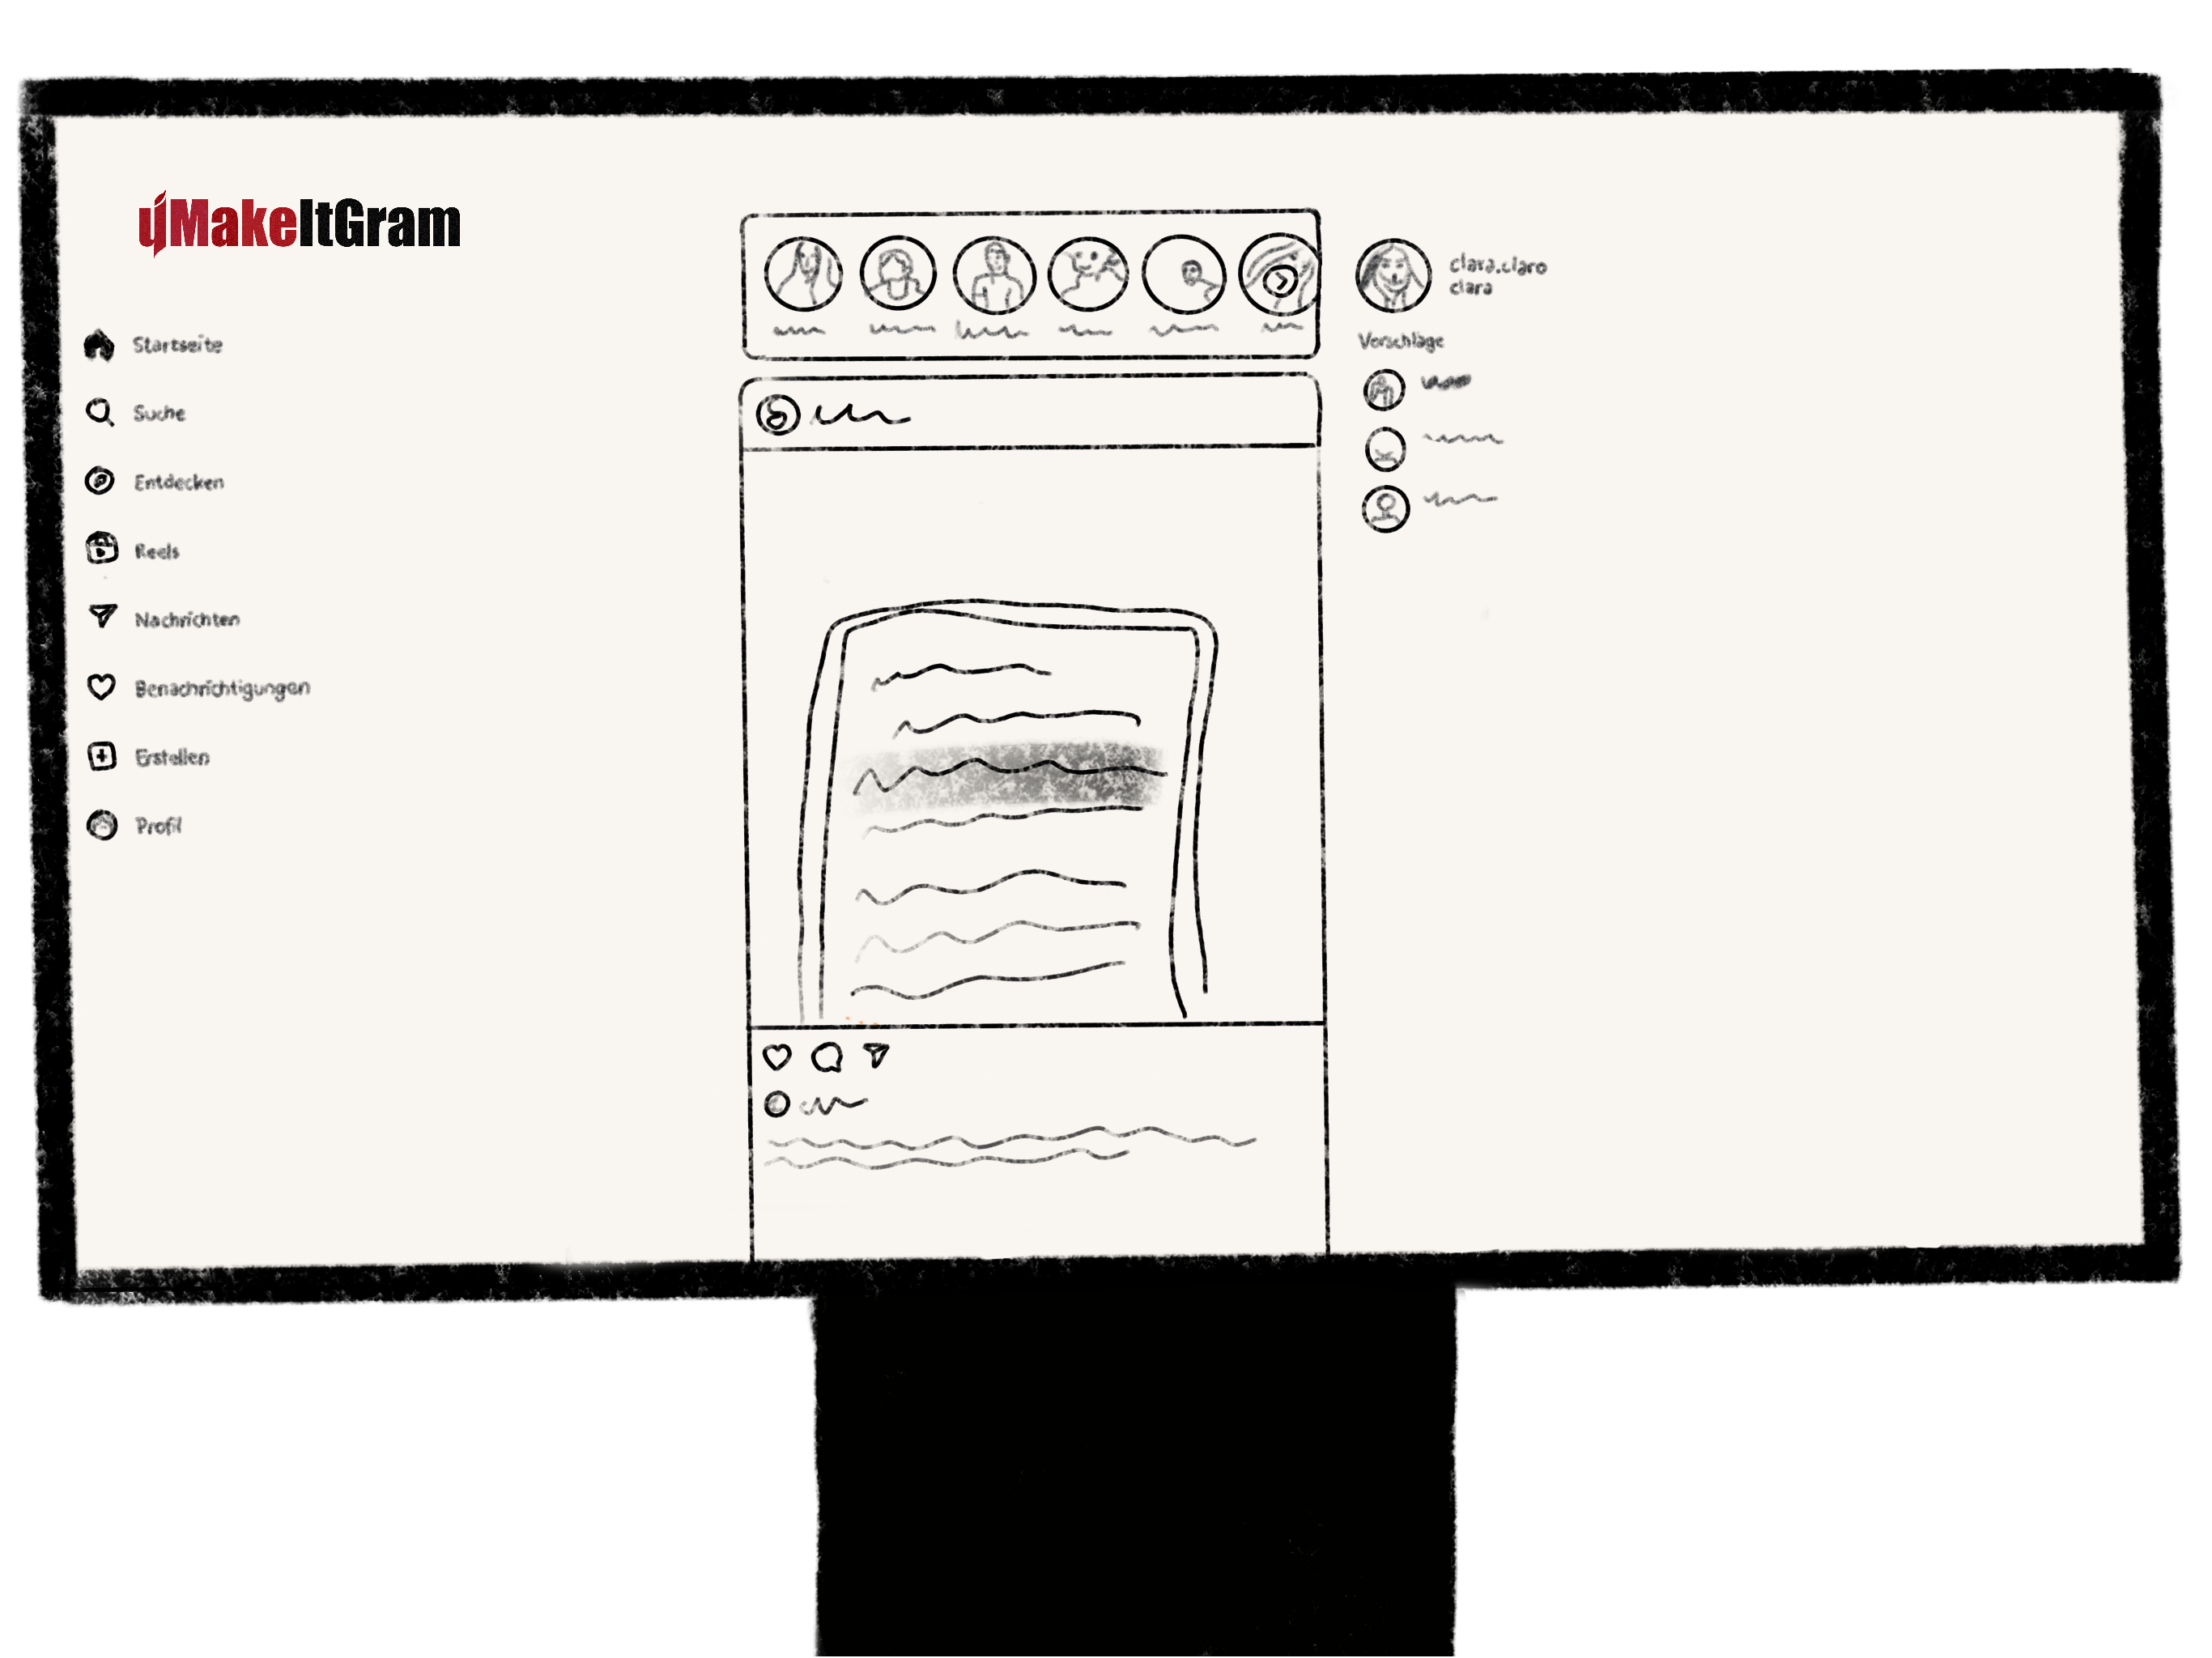 uMakeItGram
Startseite
Suche
Entdecken
Reels
Nachrichten
Benachrichtigungen
Erstellen
Profil
clara.claro
clara
Vorschläge